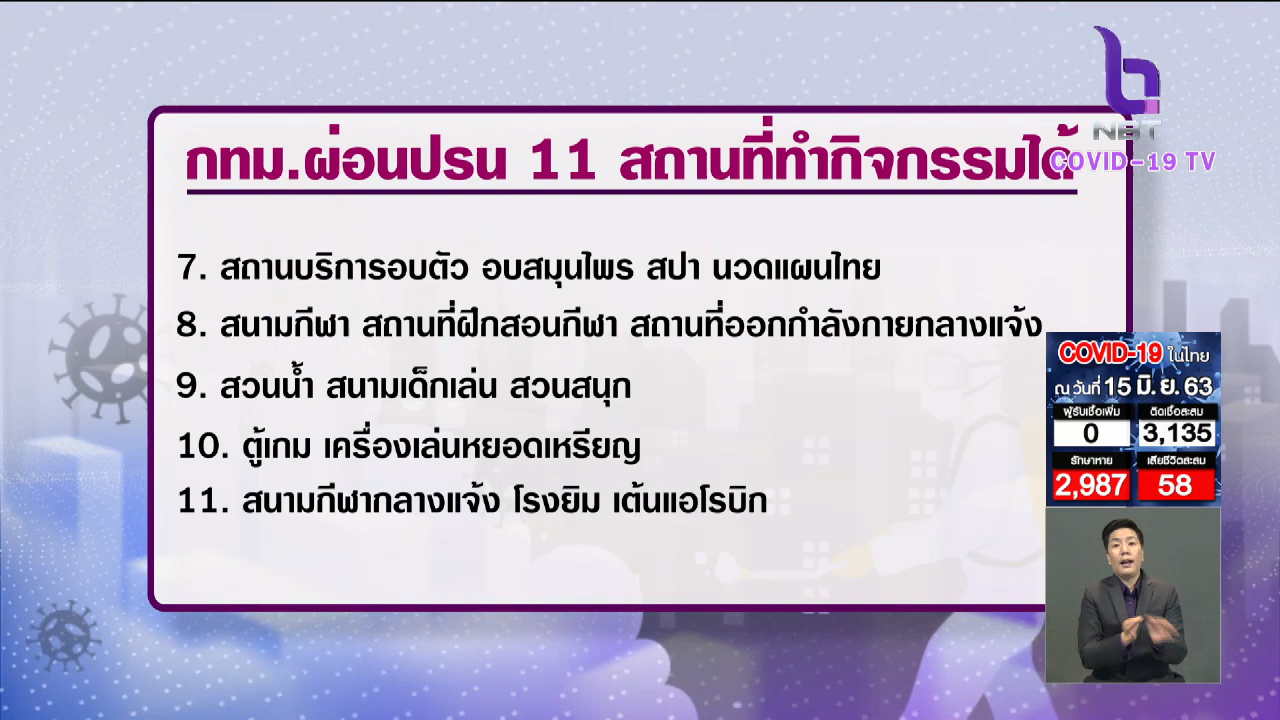 NBT
COVID-19 TV
กทม.ผ่อนปรน 11 สถานที่ทำกิจกรรมได้
7. สถานบริการอบตัว อบสมุนไพร สปา นวดแผนไทย
8. สนามกีฬา สถานที่ฝึกสอนกีฬา สถานที่ออกกำลังกายกลางแจ้ง
9. สวนน้ำ สนามเด็กเล่น สวนสนุก
10. ตู้เกม เครื่องเล่นหยอดเหรียญ
11. สนามกีฬากลางแจ้ง โรงยิม เต้นแอโรบิก
COVID-19 ในไทย
ณ วันที่ 15 มิ.ย. 63
ผู้รับเชื้อเพิ่ม ติดเชื้อสะสม
0 3,135
รักษาหาย เสียชีวิตสะสม
2,987 58